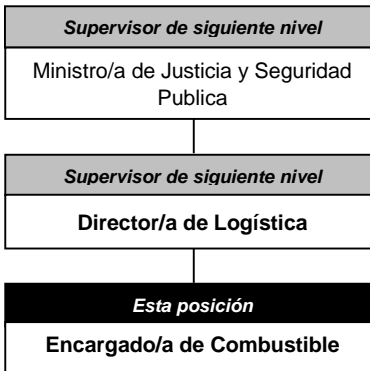 Supervisor de siguiente nivel
Ministro/a de Justicia y Seguridad
Publica
Supervisor de siguiente nivel
Director/a de Logística
Esta posición
Encargado/a de Combustible